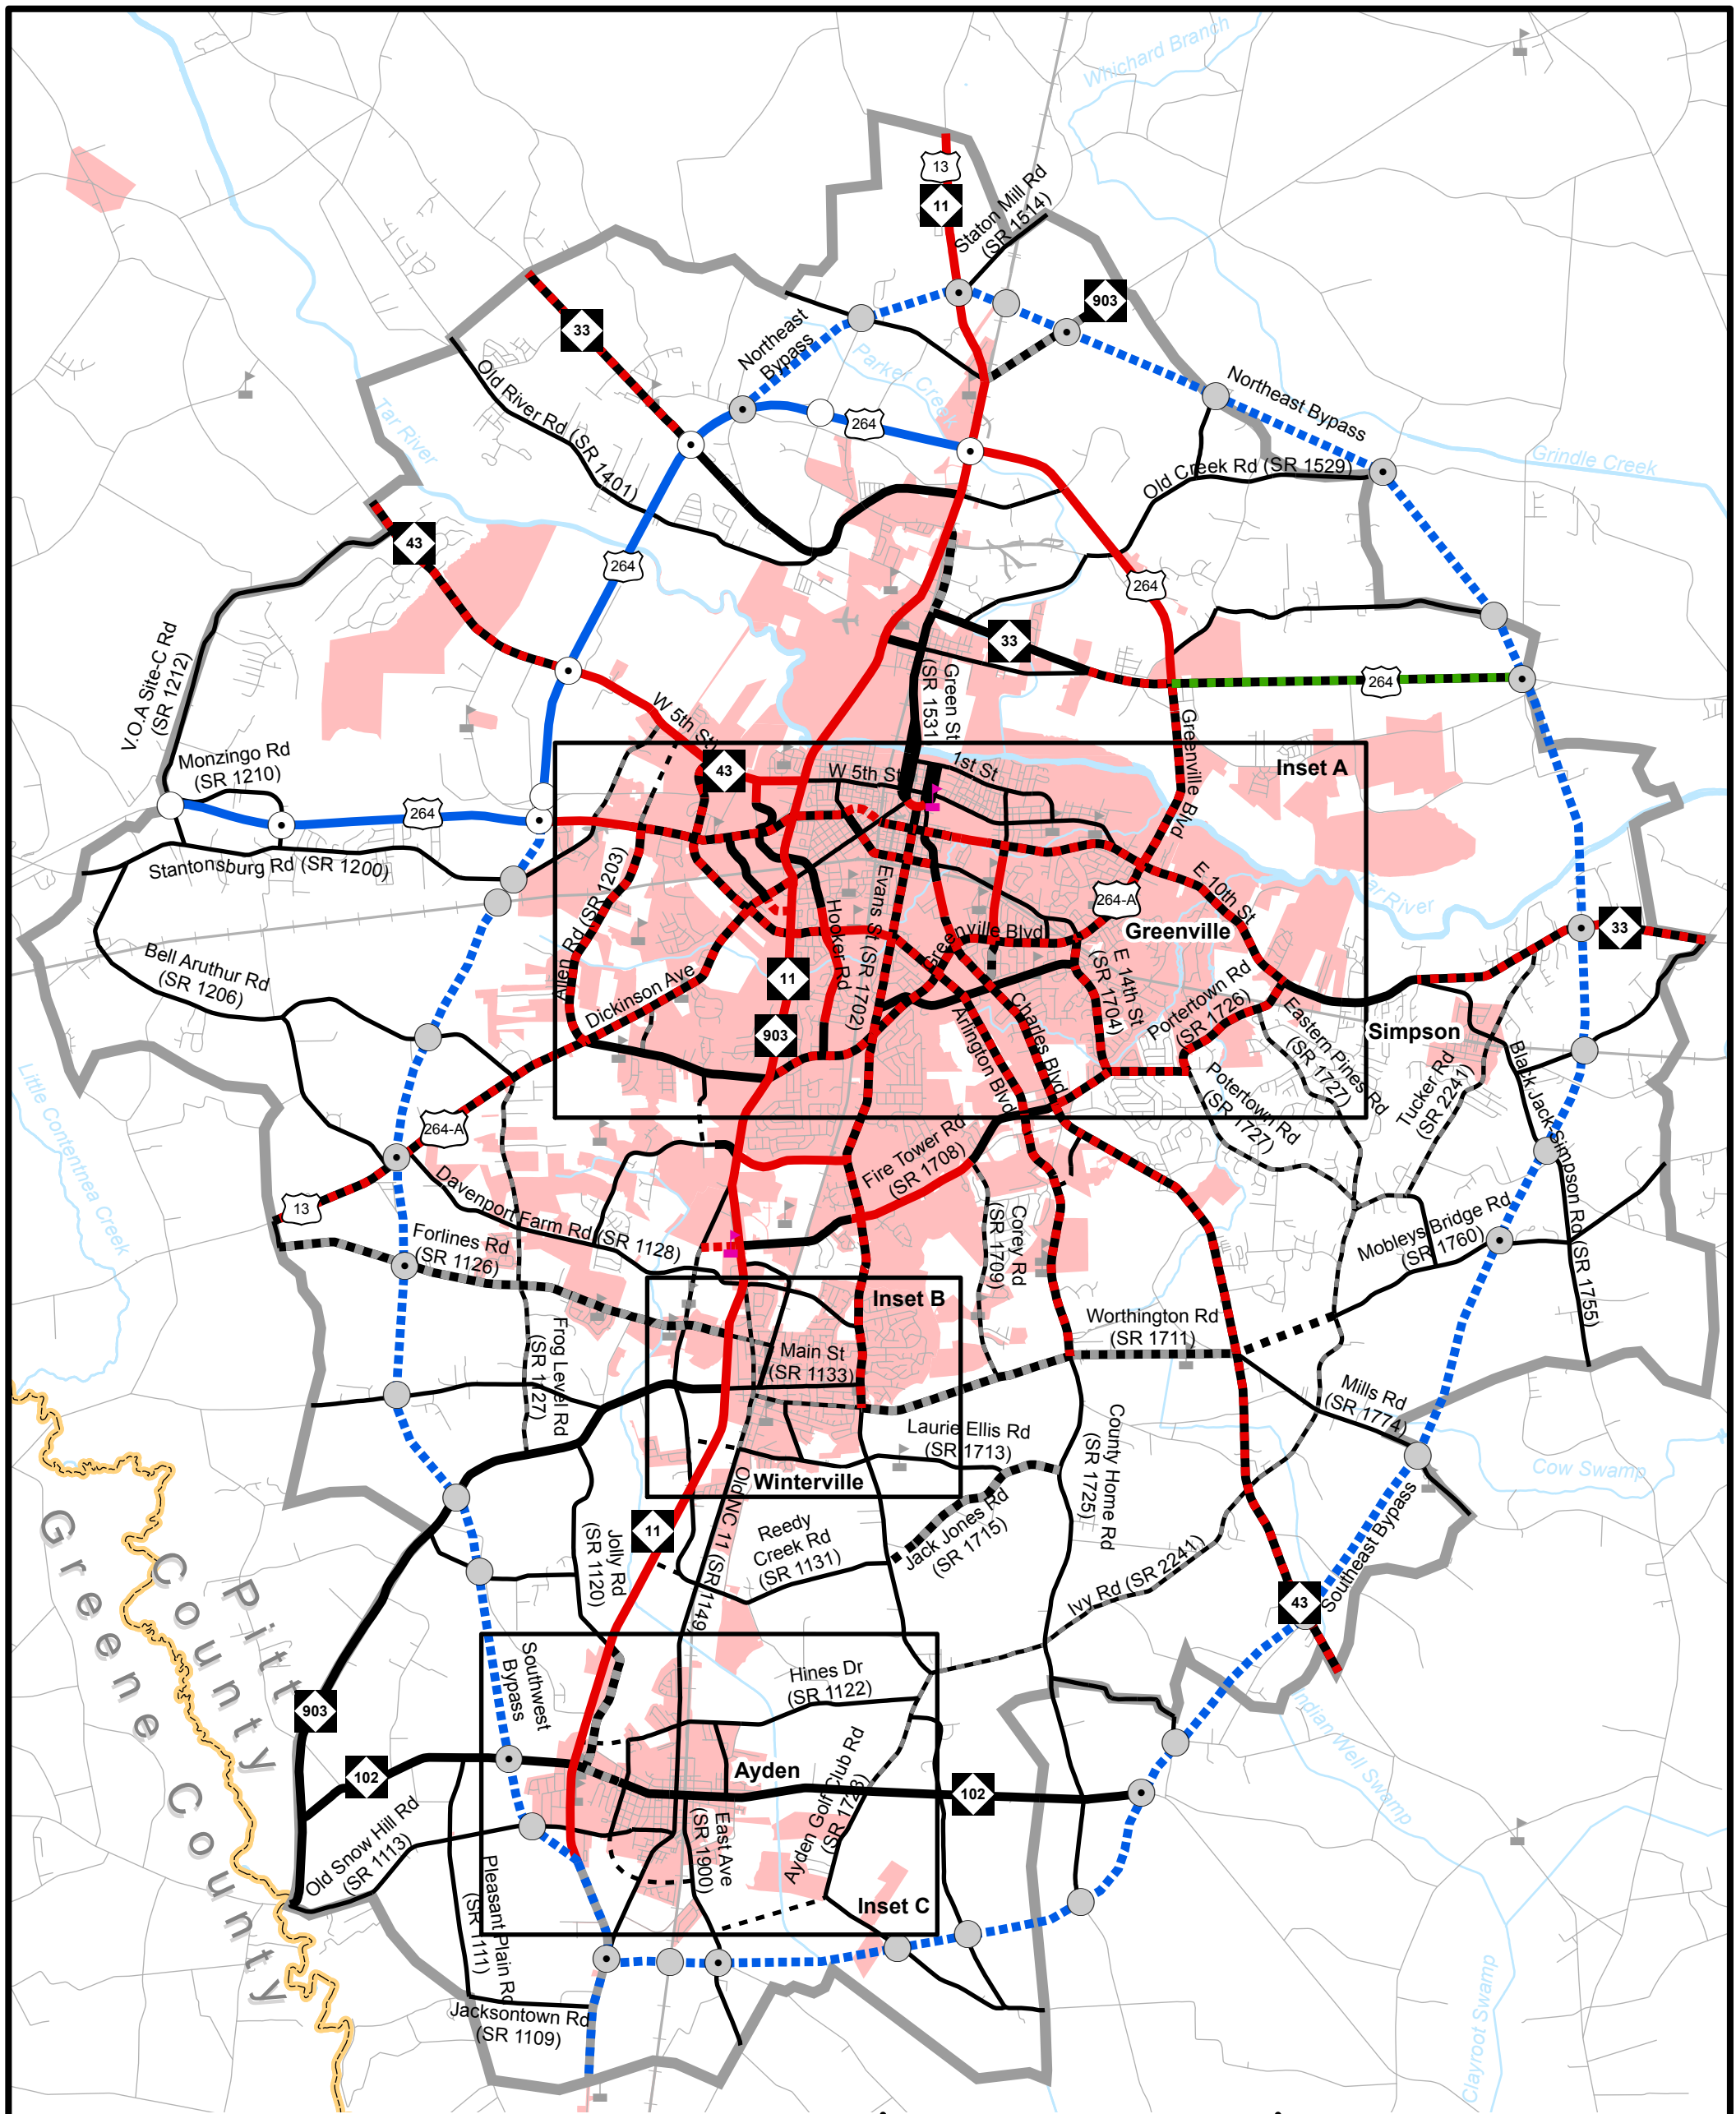 Whichard Branch
13
11
Staton Mill Rd
(SR 1514)
903
33
Northeast
Bypass
Parker Creek
Old River Rd (SR 1401)
264
Northeast Bypass
Grindle Creek
Tar River
Old Creek Rd (SR 1529)
43
264
264
V.O.A Site-C Rd
(SR 1212)
33
Green St
(SR 1531)
264
W 5th St
Greenville Blvd
Monzingo Rd
(SR 1210)
43
W 5th St
1st St
Inset A
264
Stantonsburg Rd (SR 1200)
Allen Rd (SR 1203)
Evans St (SR 1702)
Hooker Rd
264-A
E 10th St
Tar River
Greenville
Greenville Blvd
33
Bell Aruthur Rd
(SR 1206)
Dickinson Ave
11
E 14th St
(SR 1704)
Portertown Rd
(SR 1726)
Eastern Pines Rd
(SR 1727)
Simpson
903
Charles Blvd
Arlington Blvd
Potertown Rd
(SR 1727)
Tucker Rd
(SR 2241)
Black Jack-Simpson Rd
(SR 1755)
Little Contentnea Creek
264-A
Fire Tower Rd
(SR 1708)
13
Davenport Farm Rd (SR 1128)
Forlines Rd
(SR 1126)
Corey Rd
(SR 1709)
Mobleys Bridge Rd
(SR 1760)
Inset B
Worthington Rd
(SR 1711)
Frog Level Rd
(SR 1127)
Main St
(SR 1133)
Mills Rd
(SR 1774)
Laurie Ellis Rd
(SR 1713)
County Home Rd
(SR 1725)
Winterville
Cow Swamp
Old NC 11 (SR 1149)
11
Reedy
Creek Rd
(SR 1131)
Jack Jones Rd
(SR 1715)
Jolly Rd
(SR 1120)
Southeast Bypass
Ivy Rd (SR 2241)
43
Greene County
Pitt County
Southwest
Bypass
Hines Dr
(SR 1122)
903
Indian Well Swamp
102
Ayden
102
Ayden Golf Club Rd
(SR 1723)
East Ave
(SR 1900)
Old Snow Hill Rd
(SR 1113)
Pleasant Plain Rd
(SR 1111)
Inset C
Jacksontown Rd
(SR 1109)
Clayroot Swamp